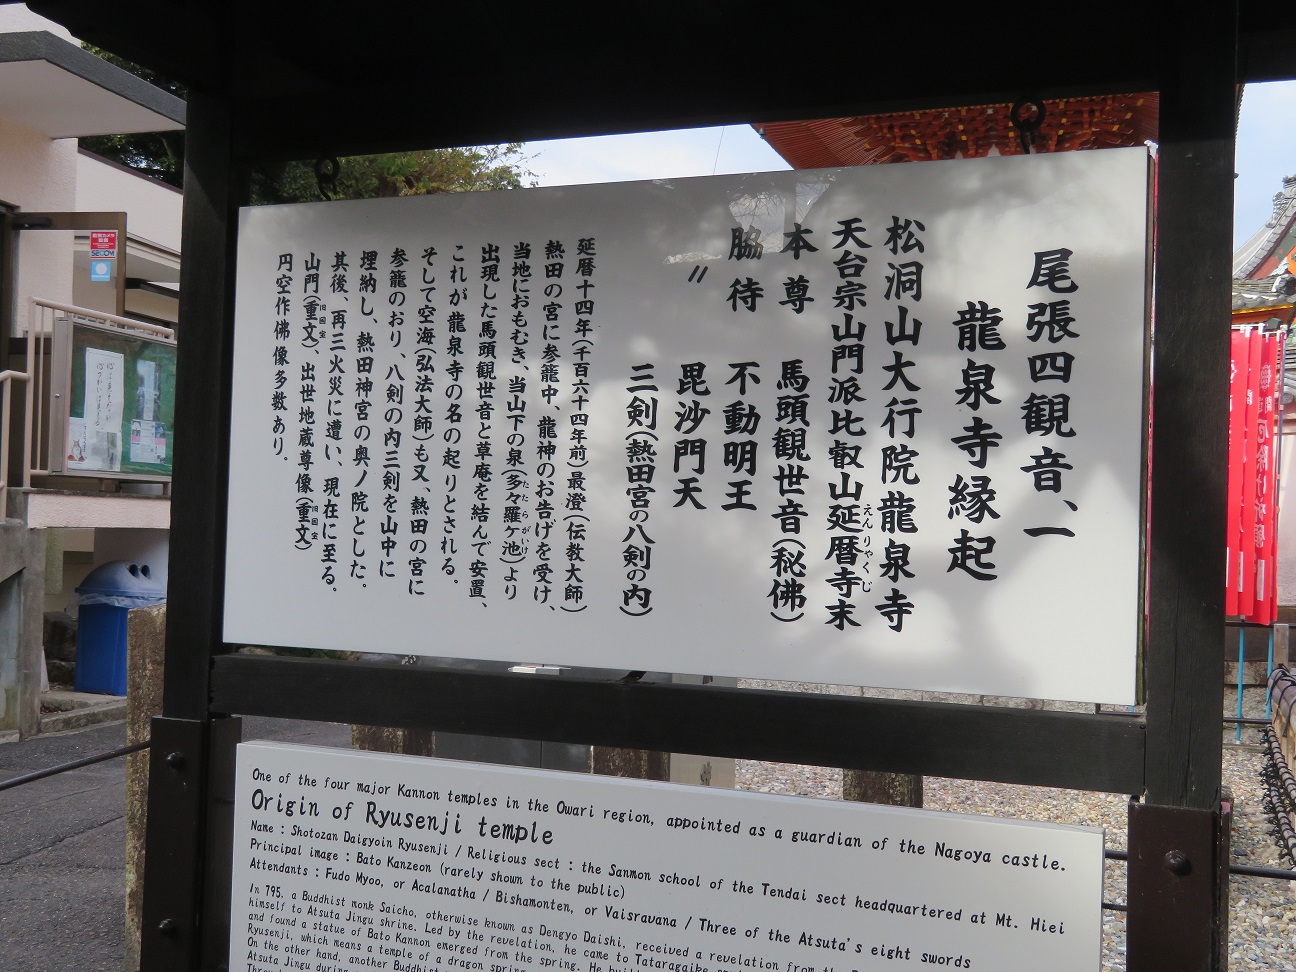 尾張四観音、一
龍泉寺縁起
松洞山大行院龍泉寺
天台宗山門派比叡山延暦寺末
えんりゃくじ
本尊 馬頭観世音(秘佛)
脇待 不動明王
〃 毘沙門天
三剣(熱田宮の八剣の内)
延暦十四年(千百六十四年前)最澄(伝教大師)
熱田の宮に参籠中、龍神のお告げを受け、
当地におもむき、当山下の泉(多々羅ヶ池)より
たたらがいけ
出現した馬頭観世音と草庵を結んで安置、
これが龍泉寺の名の起りとされる。
そして空海(弘法大師)も又、熱田の宮に
参籠のおり、八剣の内三剣を山中に
埋納し、熱田神宮の奥ノ院とした。
其後、再三火災に遭い、現在に至る。
山門(重文)、出世地蔵尊像(重文)
旧国宝 旧国宝
円空作佛像多数あり。
One of the four major Kannon temples in the Owari region, appointed as a guardian of the Nagoya castle.
Origin of Ryusenji temple
Name : Shotozan Daigyoin Ryusenji / Religious sect : the Sanmon school of the Tendai sect headquartered at Mt. Hiei
Principal image : Bato Kanzeon (rarely shown to the public)
Attendants : Fudo Myoo, or Acalanatha / Bishamonten, or Vaisravana / Three of the Atsuta's eight swords
In 795, a Buddhist monk Saicho, otherwise known as Dengyo Daishi, received a revelation from the
himself to Atsuta Jingu shrine. Led by the revelation, he came to Tataragaike
and found a statue of Bato Kannon emerged from the spring. He
Ryusenji, which means a temple of a dragon spring
On the other hand, another Buddhist
Atsuta Jingu during
SECOM